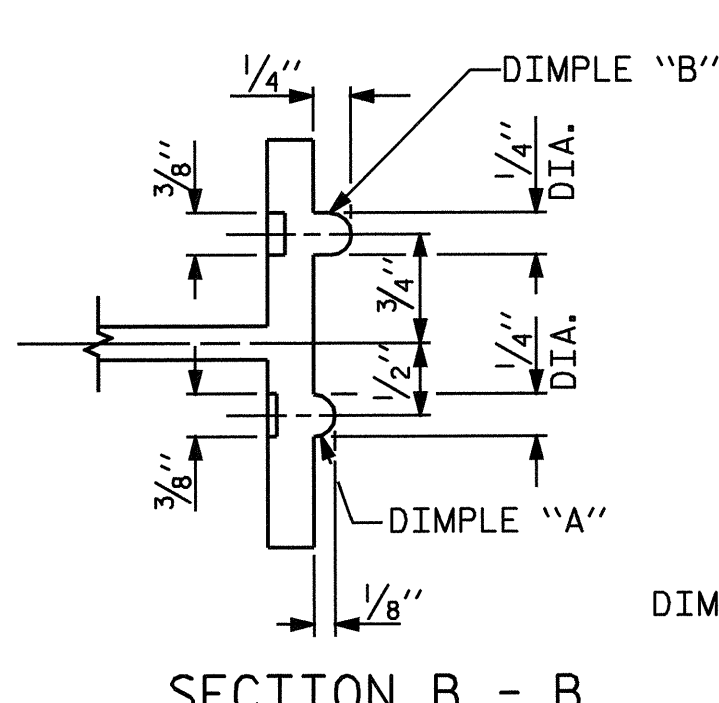 1/4" DIMPLE "B"
3/8"
1/4" DIA.
3/4"
1/2"
1/4" DIA.
3/8"
DIMPLE "A"
1/8"
DIM
SECTION B - B